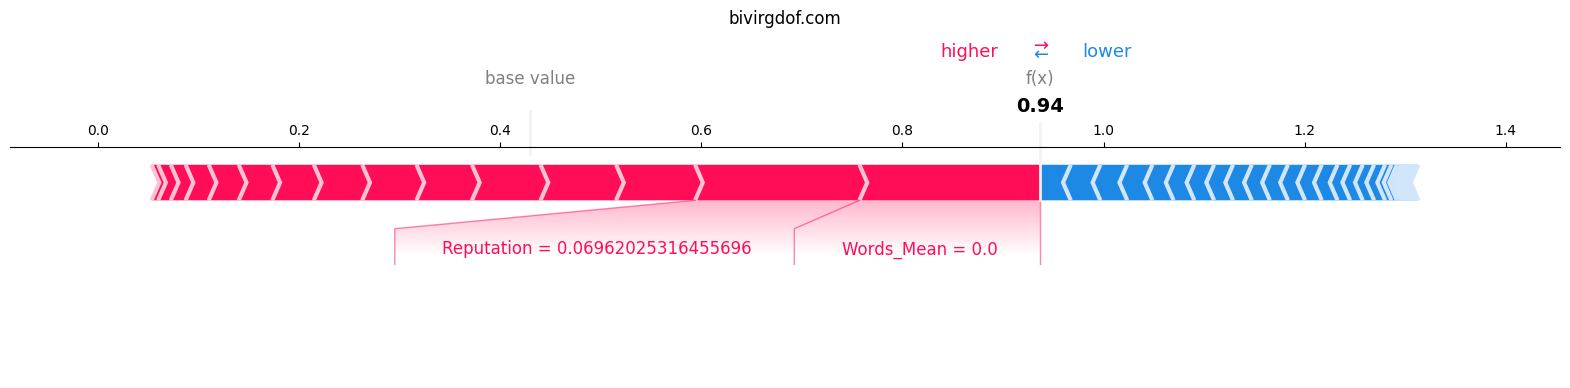 bivirgdof.com
higher ⇄ lower
base value f(x)
0.94
0.0 0.2 0.4 0.6 0.8 1.0 1.2 1.4
Reputation = 0.06962025316455696 Words_Mean = 0.0